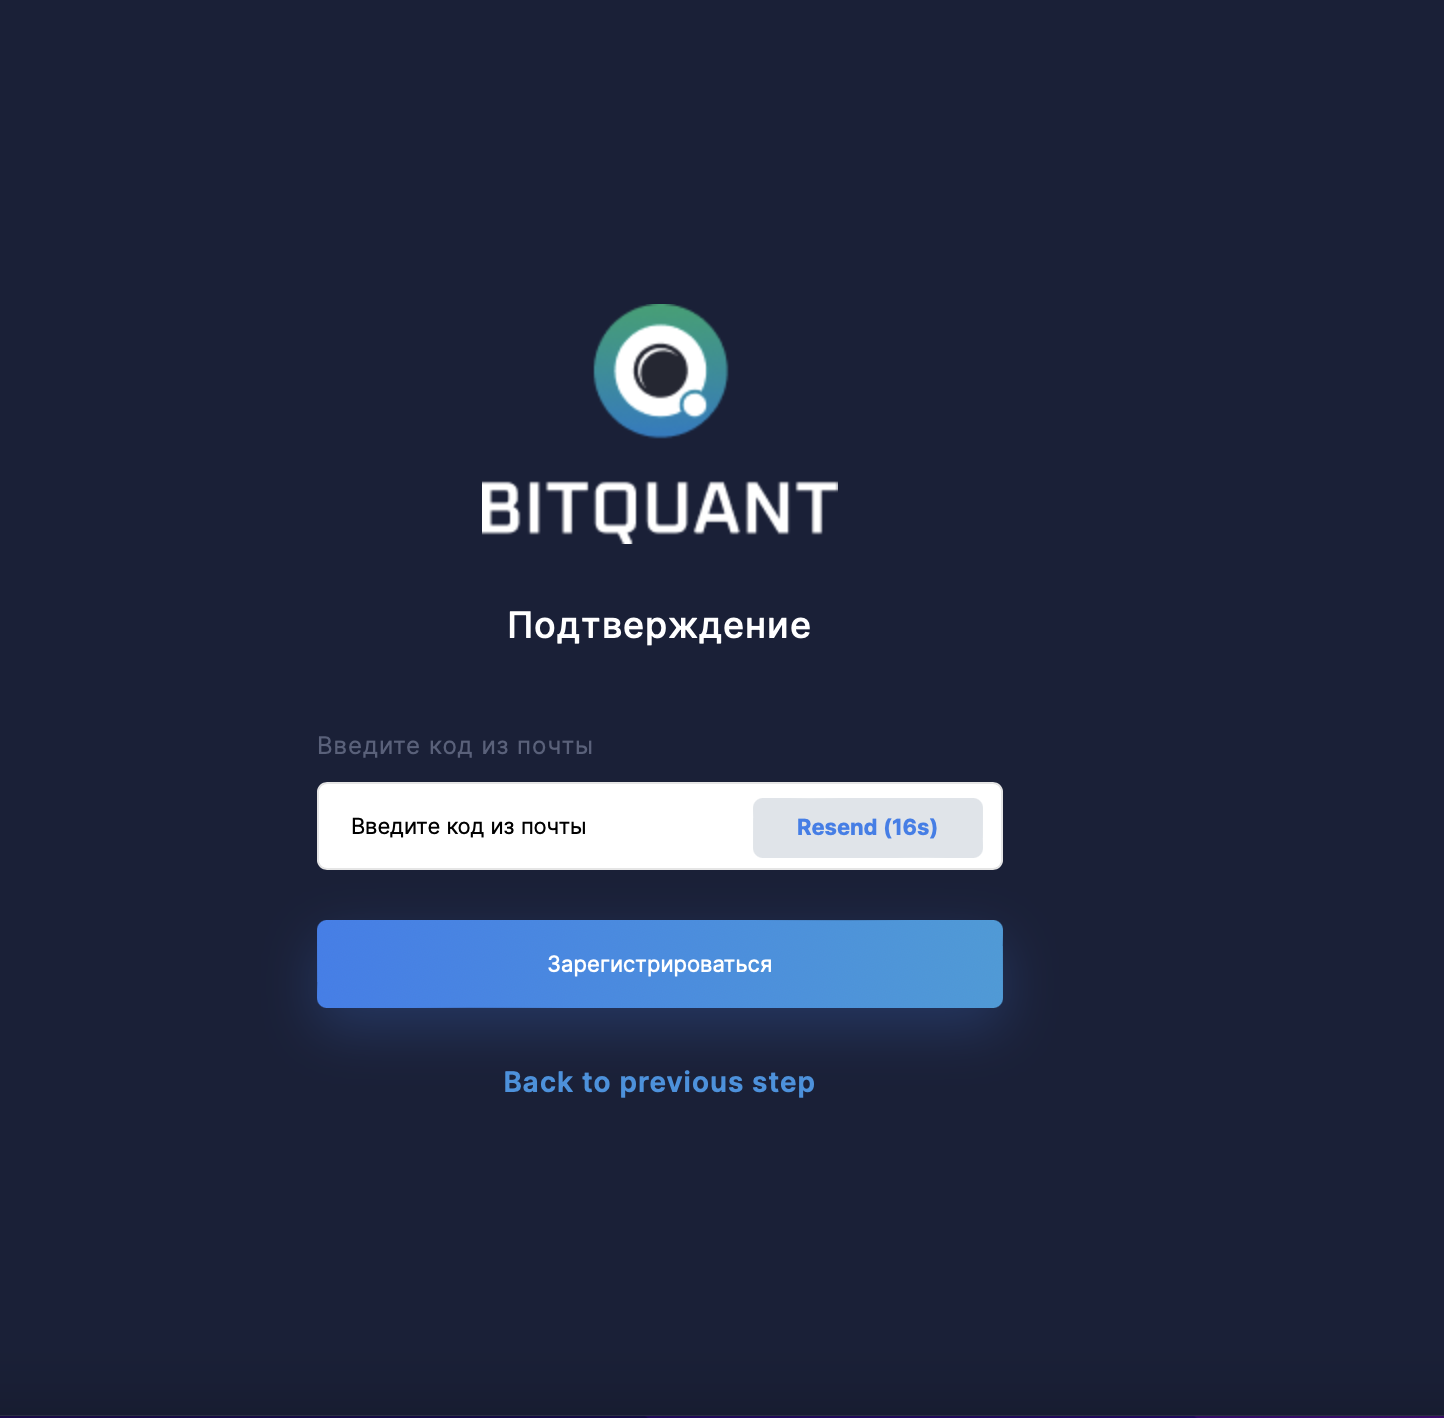 BITQUANT
Подтверждение
Введите код из почты
Введите код из почты Resend (16s)
Зарегистрироваться
Back to previous step